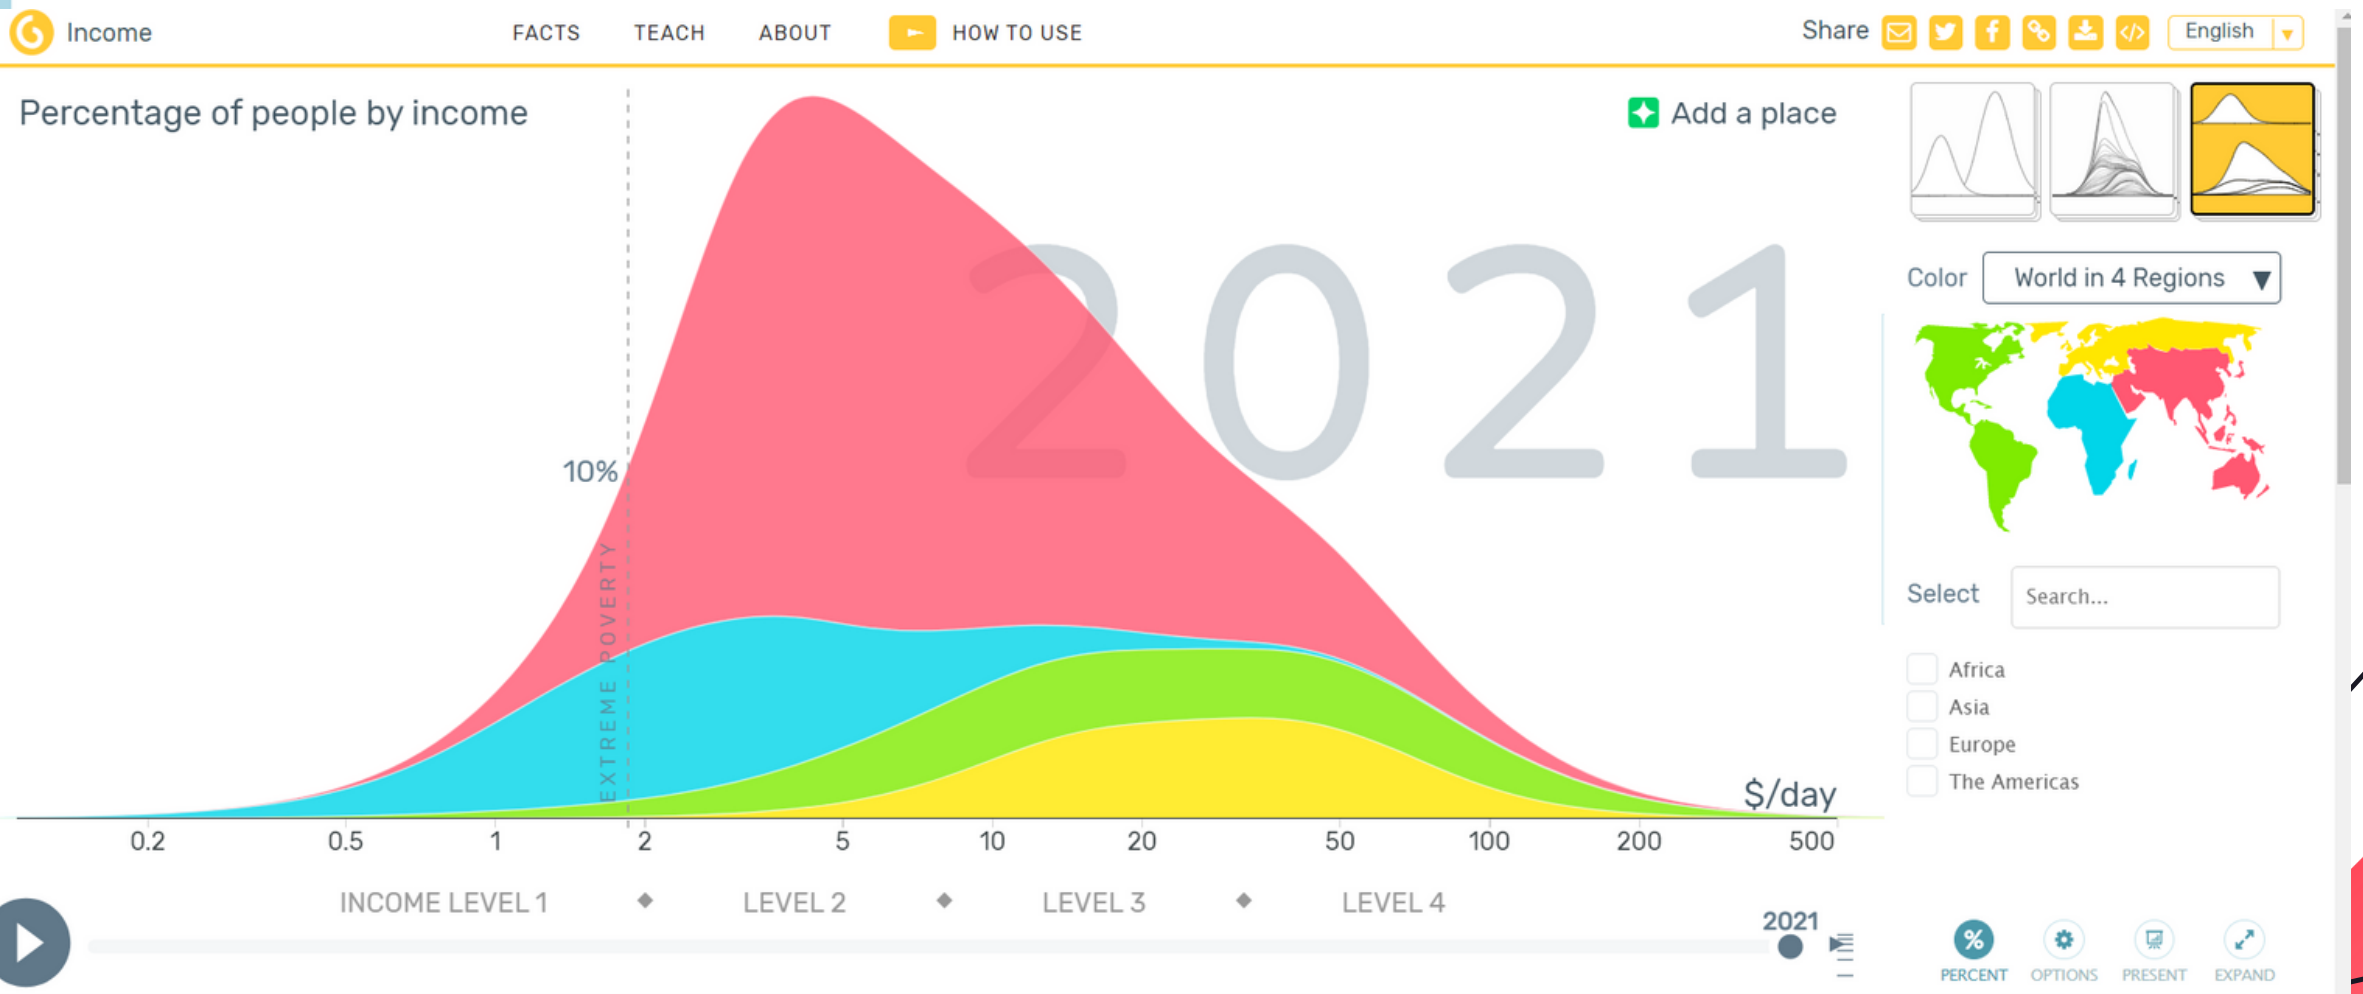 Income FACTS TEACH ABOUT HOW TO USE Share English
Percentage of people by income
Add a place
2021
Color World in 4 Regions
10%
EXTREME POVERTY
Select Search...
Africa
Asia
Europe
The Americas
$/day
0.2 0.5 1 2 5 10 20 50 100 200 500
INCOME LEVEL 1 LEVEL 2 LEVEL 3 LEVEL 4
2021
% PERCENT OPTIONS PRESENT EXPAND